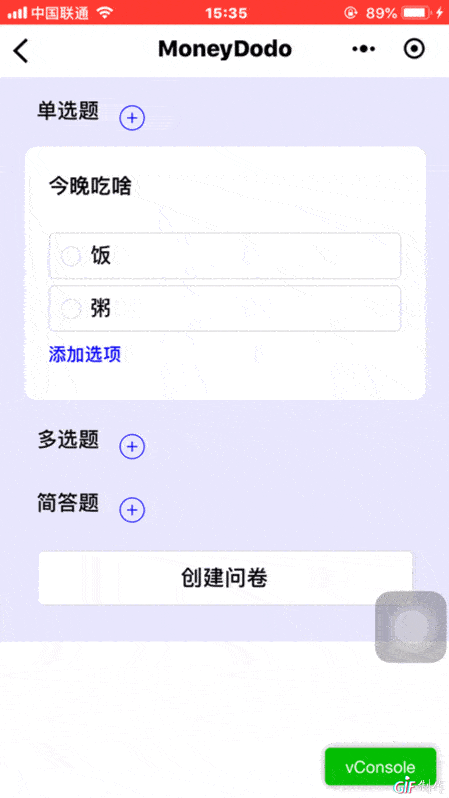 中国联通 15:35 89%
MoneyDodo
单选题
今晚吃啥
饭
粥
添加选项
多选题
简答题
创建问卷
vConsole
GIF